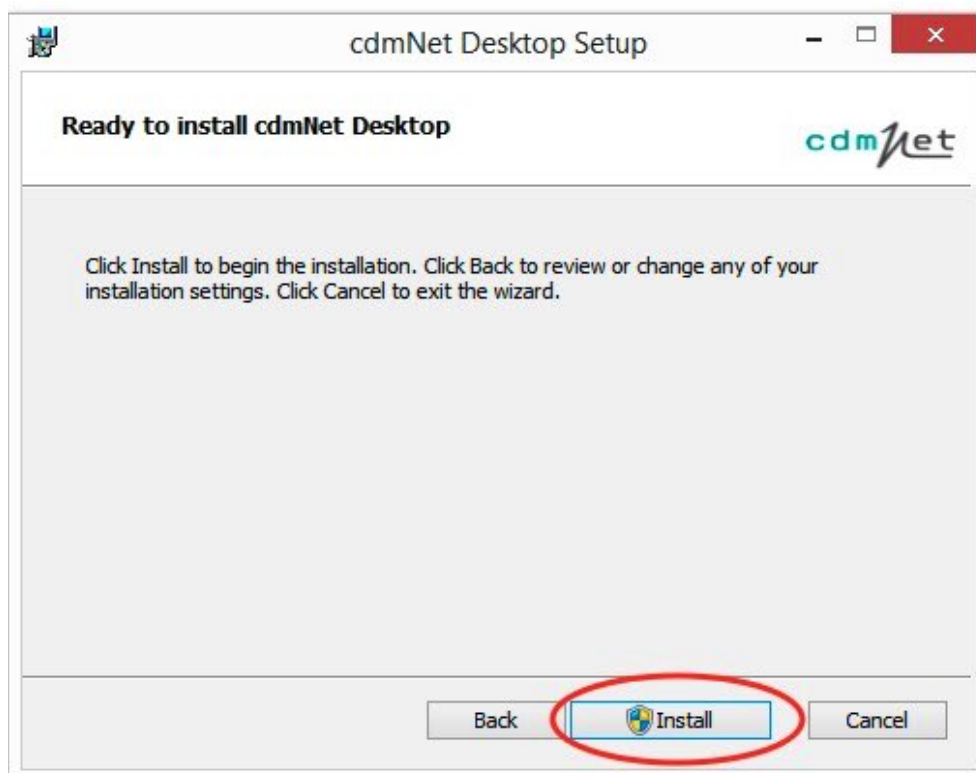 cdmNet Desktop Setup
Ready to install cdmNet Desktop
cdmNet
Click Install to begin the installation. Click Back to review or change any of your
installation settings. Click Cancel to exit the wizard.
Back Install Cancel